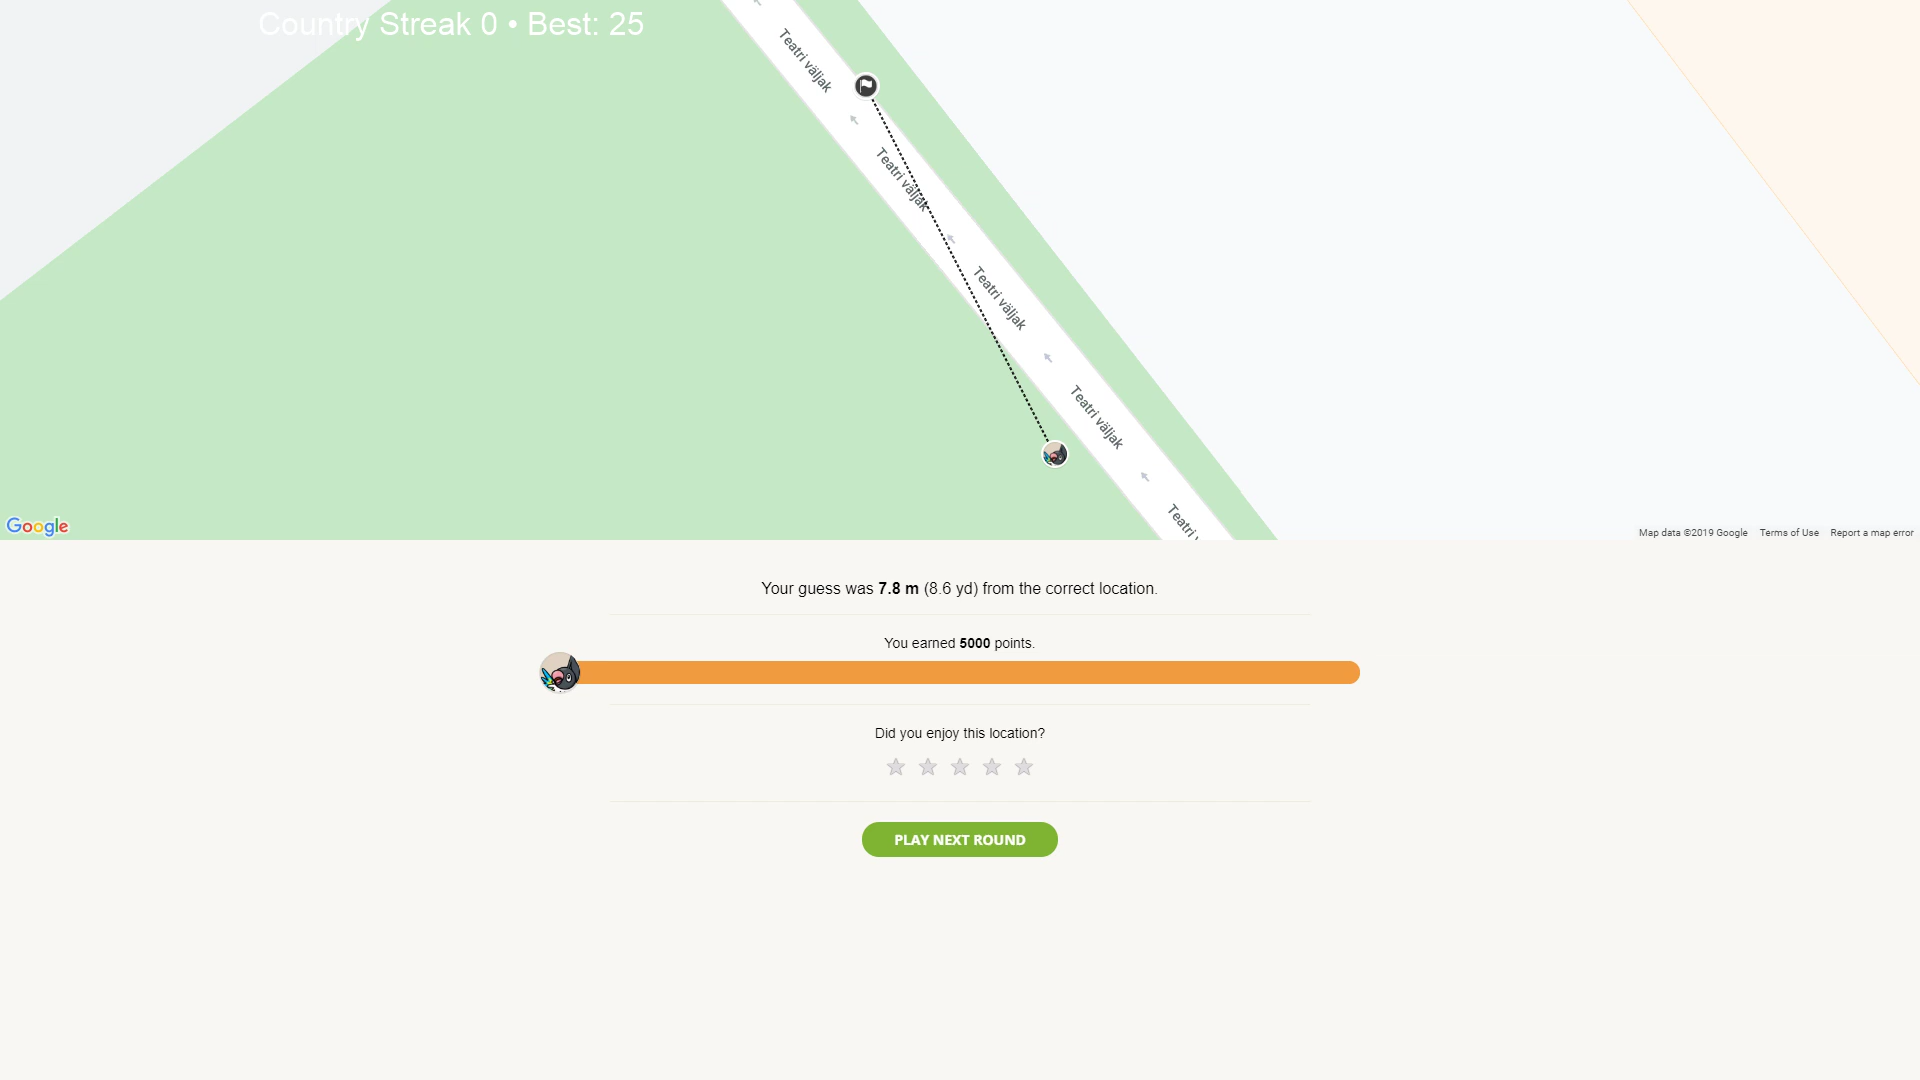 Country Streak 0 • Best: 25
Teatri väljak
Teatri väljak
Teatri väljak
Teatri väljak
Teatri
Google
Map data ©2019 Google Terms of Use Report a map error
Your guess was 7.8 m (8.6 yd) from the correct location.
You earned 5000 points.
Did you enjoy this location?
PLAY NEXT ROUND